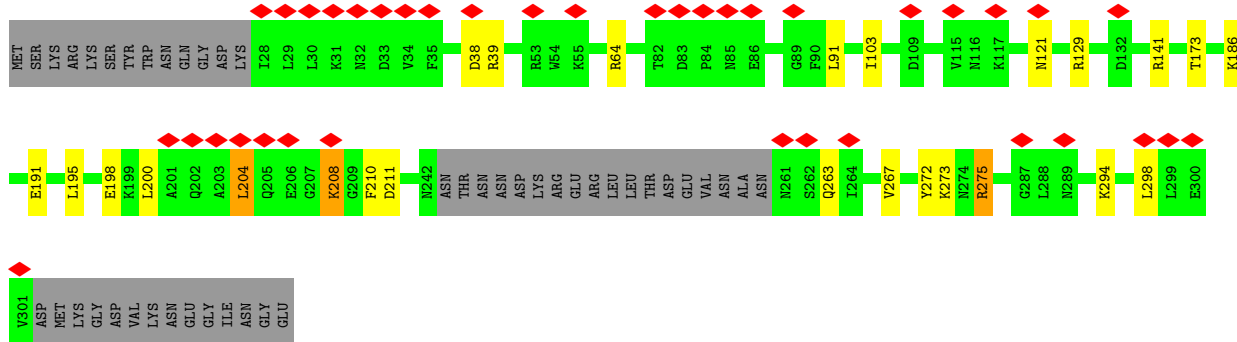 MET SER LYS ARG LYS SER TYR TRP ASN GLN GLY ASP LYS I28 L29 L30 K31 N32 D33 V34 F35 D38 R39 R53 W54 K55 R64 T82 D83 P84 N85 E86 G89 F90 L91 I103 D109 V115 N116 K117 N121 R129 D132 R141 T173 K186
E191 L195 E198 K199 L200 A201 Q202 A203 L204 Q205 E206 G207 K208 G209 F210 D211 N242 ASN THR ASN ASN ASP LYS ARG GLU ARG LEU LEU THR ASP GLU VAL ASN ALA ASN N261 S262 Q263 I264 V267 Y272 K273 N274 R275 G287 L288 N289 K294 L298 L299 E300
V301 ASP MET LYS GLY ASP VAL LYS ASN GLU GLY ILE ASN GLY GLU